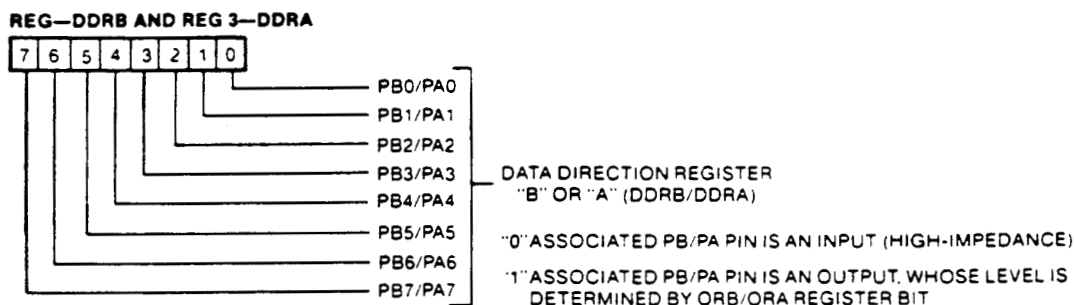 REG—DDRB AND REG 3—DDRA
7 6 5 4 3 2 1 0
PB0/PA0
PB1/PA1
PB2/PA2
PB3/PA3
PB4/PA4
PB5/PA5
PB6/PA6
PB7/PA7
DATA DIRECTION REGISTER
"B" OR "A" (DDRB/DDRA)
"0" ASSOCIATED PB/PA PIN IS AN INPUT (HIGH-IMPEDANCE)
"1" ASSOCIATED PB/PA PIN IS AN OUTPUT, WHOSE LEVEL IS
DETERMINED BY ORB/ORA REGISTER BIT